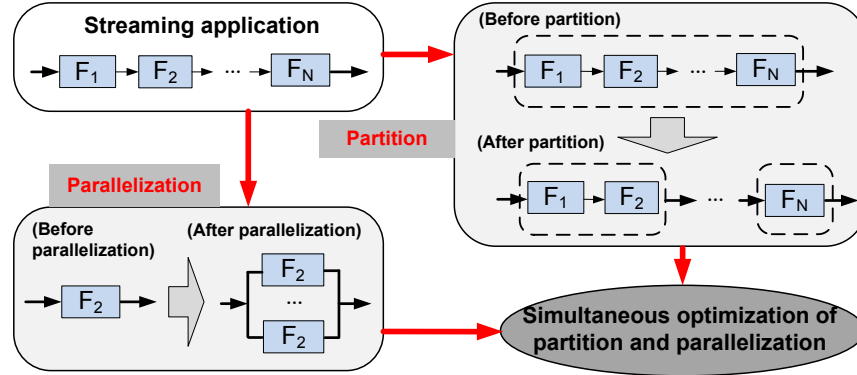 Streaming application
F1 F2 ... FN
(Before partition)
F1 F2 ... FN
Partition
(After partition)
F1 F2 ... FN
Parallelization
(Before
parallelization)
(After parallelization)
F2
F2
...
F2
Simultaneous optimization of
partition and parallelization